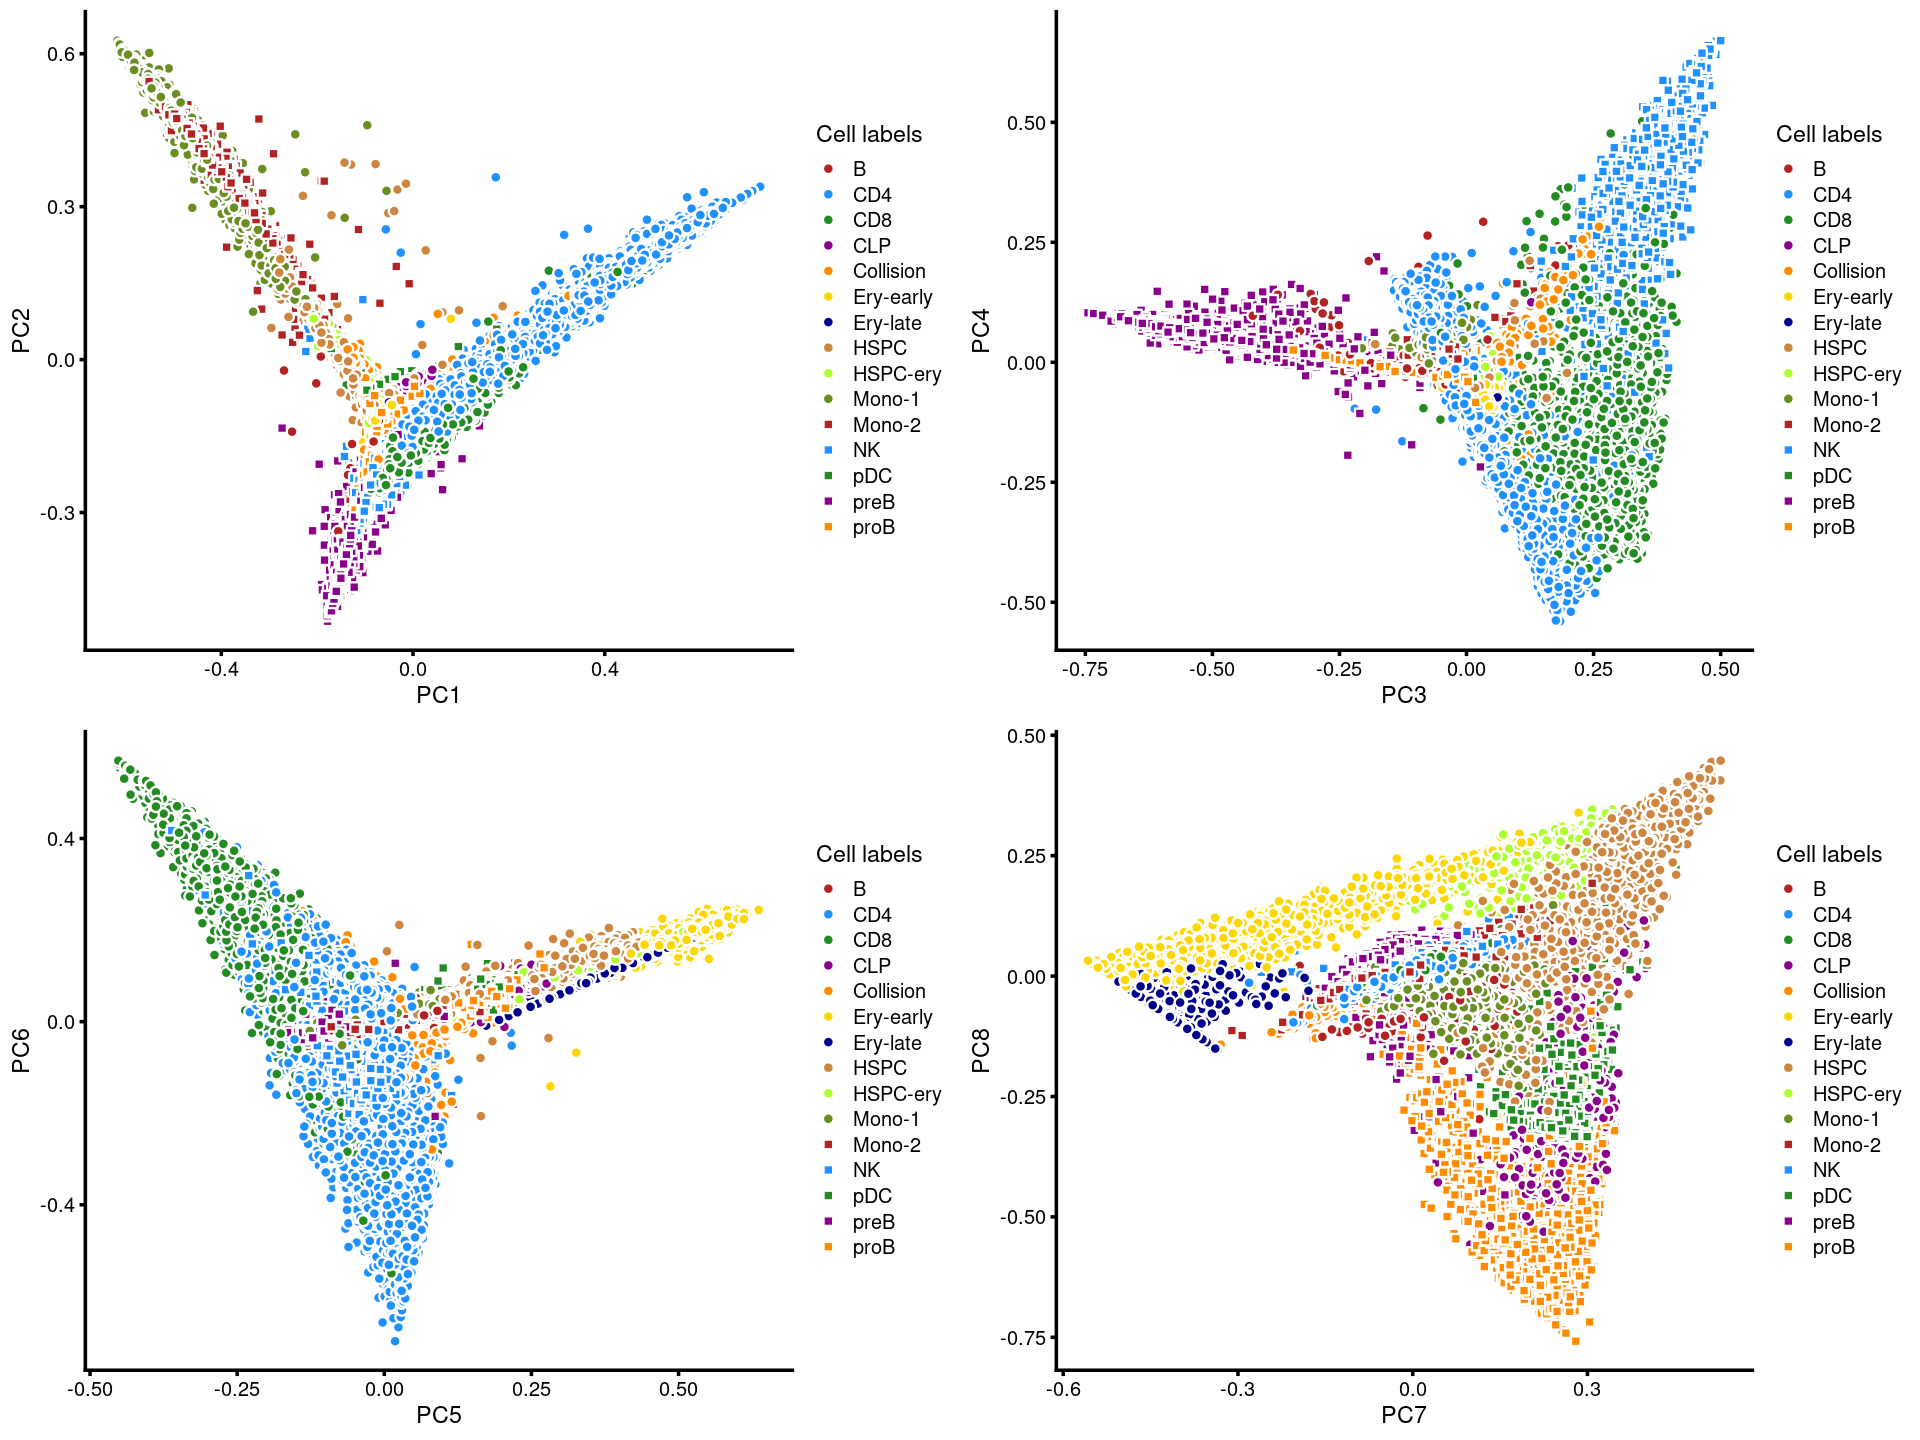 0.6
0.3
0.0
-0.3
PC2
-0.4
0.0
0.4
PC1
Cell labels
B
CD4
CD8
CLP
Collision
Ery-early
Ery-late
HSPC
HSPC-ery
Mono-1
Mono-2
NK
pDC
preB
proB
0.50
0.25
0.00
-0.25
-0.50
PC4
-0.75
-0.50
-0.25
0.00
0.25
0.50
PC3
Cell labels
B
CD4
CD8
CLP
Collision
Ery-early
Ery-late
HSPC
HSPC-ery
Mono-1
Mono-2
NK
pDC
preB
proB
0.4
0.0
-0.4
PC6
-0.50
-0.25
0.00
0.25
0.50
PC5
Cell labels
B
CD4
CD8
CLP
Collision
Ery-early
Ery-late
HSPC
HSPC-ery
Mono-1
Mono-2
NK
pDC
preB
proB
0.50
0.25
0.00
-0.25
-0.50
-0.75
PC8
-0.6
-0.3
0.0
0.3
PC7
Cell labels
B
CD4
CD8
CLP
Collision
Ery-early
Ery-late
HSPC
HSPC-ery
Mono-1
Mono-2
NK
pDC
preB
proB